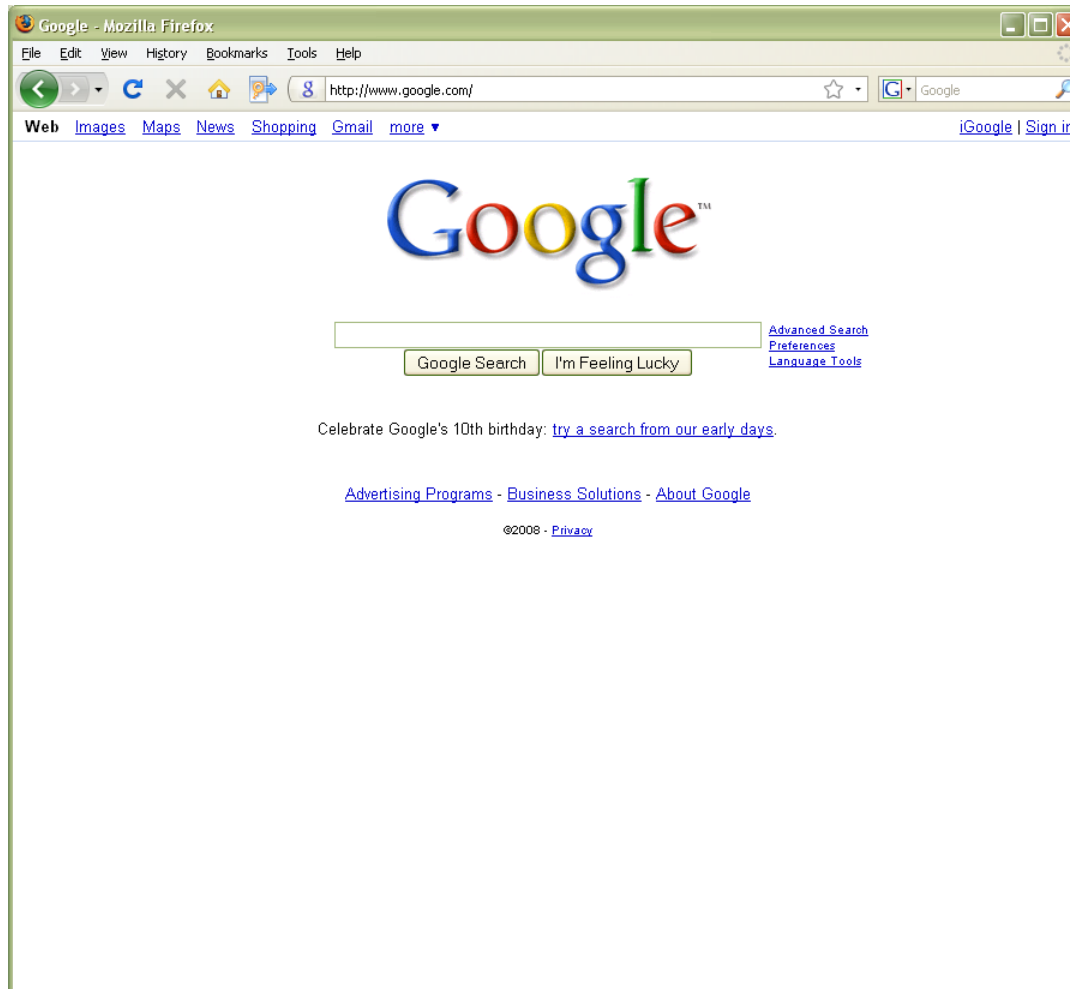 Google - Mozilla Firefox
File Edit View History Bookmarks Tools Help
g http://www.google.com/ G Google
Web Images Maps News Shopping Gmail more ▼ iGoogle | Sign in
Google™
Advanced Search
Preferences
Google Search I'm Feeling Lucky Language Tools
Celebrate Google's 10th birthday: try a search from our early days.
Advertising Programs - Business Solutions - About Google
©2008 - Privacy